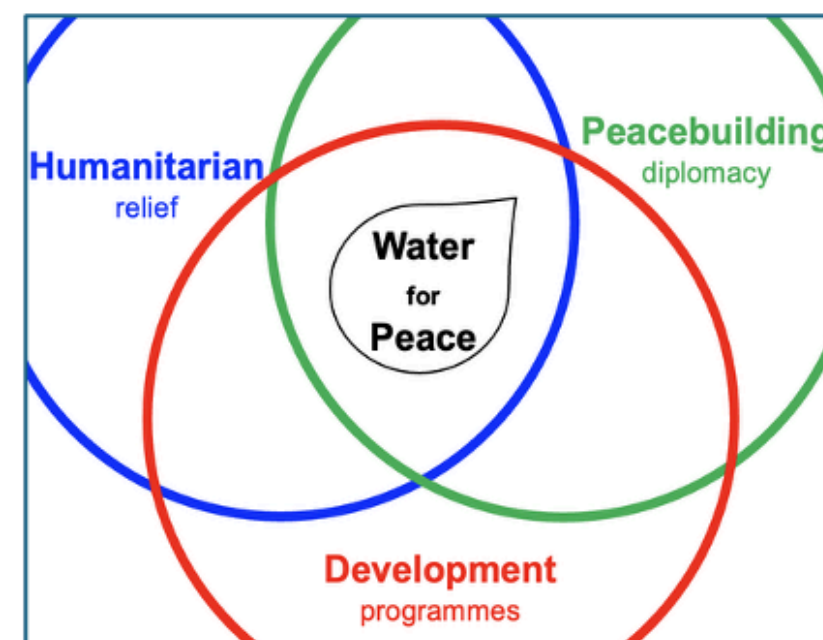 Humanitarian
relief
Peacebuilding
diplomacy
Water
for
Peace
Development
programmes